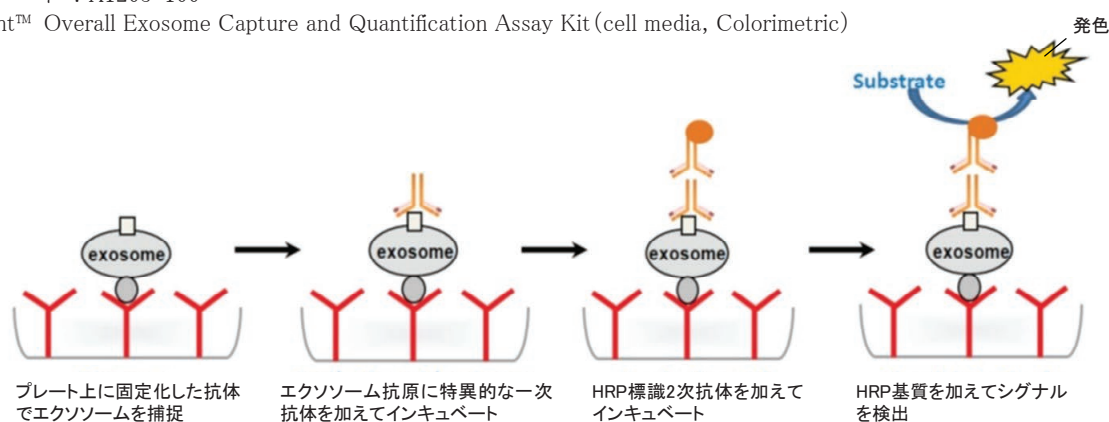 nt™ Overall Exosome Capture and Quantification Assay Kit (cell media, Colorimetric)
発色
Substrate
exosome
exosome
exosome
exosome
プレート上に固定化した抗体
でエクソソームを捕捉
エクソソーム抗原に特異的な一次
抗体を加えてインキュベート
HRP標識2次抗体を加えて
インキュベート
HRP基質を加えてシグナル
を検出